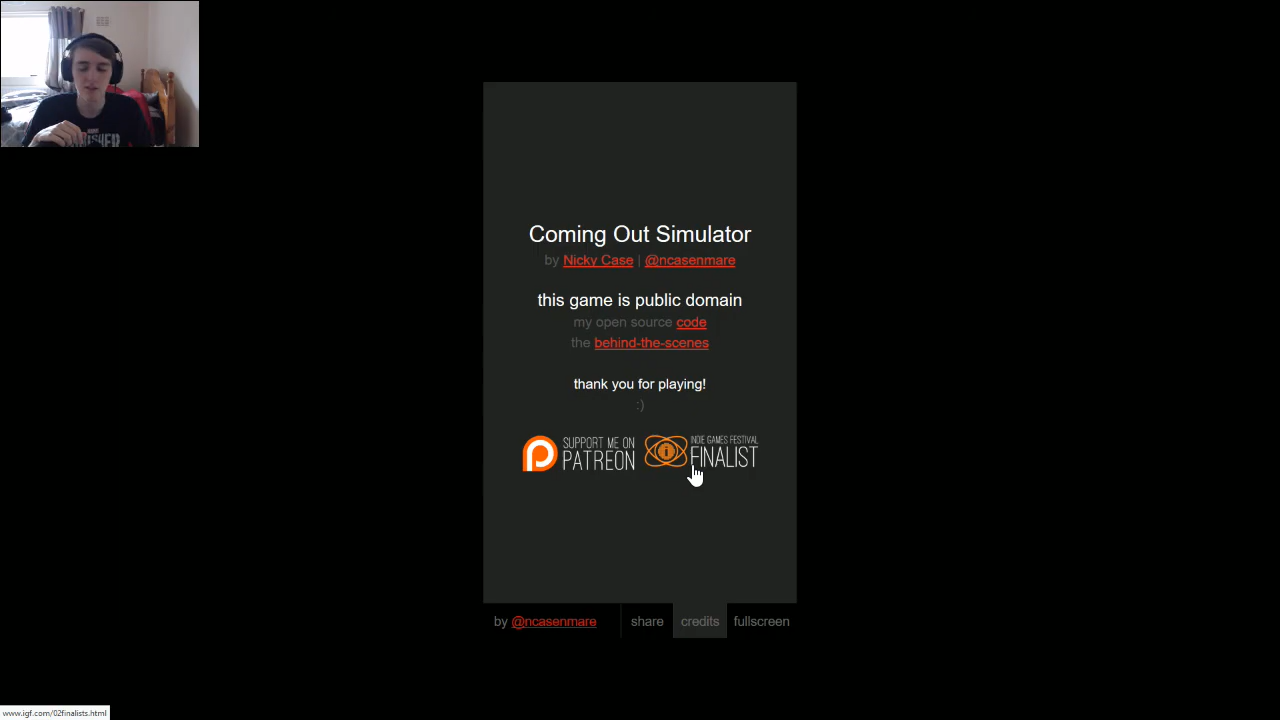 Coming Out Simulator
by Nicky Case | @ncasenmare
this game is public domain
my open source code
the behind-the-scenes
thank you for playing!
:)
SUPPORT ME ON
PATREON
INDIE GAMES FESTIVAL
FINALIST
by @ncasenmare share credits fullscreen
www.igf.com/02finalists.html